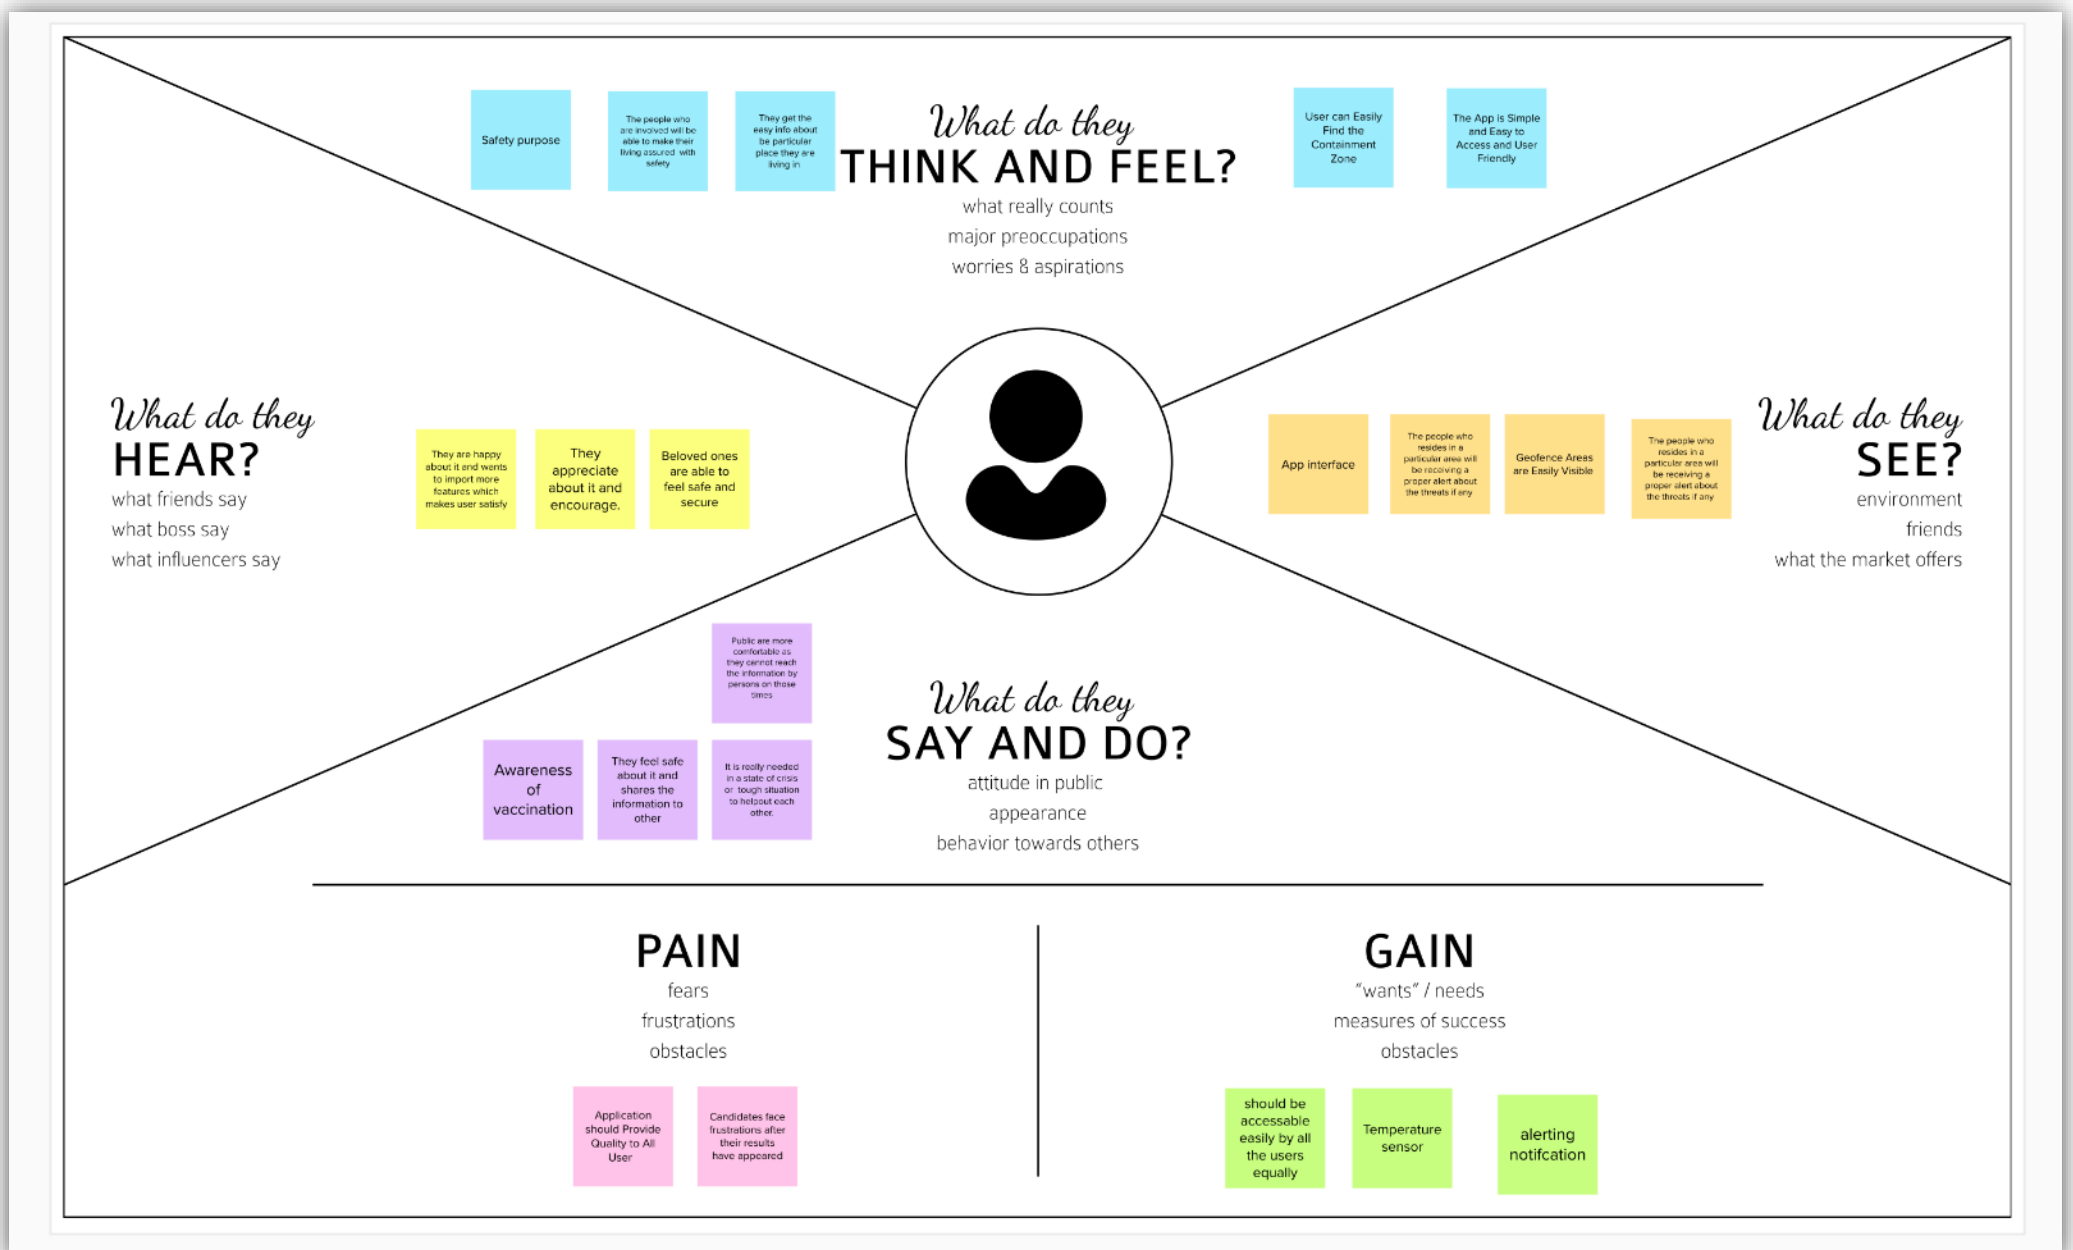 Safety purpose
The people who
are involved will be
able to make their
living assured with
safety
They get the
easy info about
be particular
place they are
living in
What do they
THINK AND FEEL?
what really counts
major preoccupations
worries & aspirations
User can Easily
Find the
Containment
Zone
The App is Simple
and Easy to
Access and User
Friendly
What do they
HEAR?
what friends say
what boss say
what influencers say
They are happy
about it and wants
to import more
features which
makes user satisfy
They
appreciate
about it and
encourage.
Beloved ones
are able to
feel safe and
secure
App interface
The people who
resides in a
particular area will
be receiving a
proper alert about
the threats if any
Geofence Areas
are Easily Visible
The people who
resides in a
particular area will
be receiving a
proper alert about
the threats if any
What do they
SEE?
environment
friends
what the market offers
Public are more
comfortable as
they cannot reach
the information by
persons on those
times
Awareness
of
vaccination
They feel safe
about it and
shares the
information to
other
It is really needed
in a state of crisis
or tough situation
to helpout each
other.
What do they
SAY AND DO?
attitude in public
appearance
behavior towards others
PAIN
fears
frustrations
obstacles
Application
should Provide
Quality to All
User
Candidates face
frustrations after
their results
have appeared
GAIN
“wants” / needs
measures of success
obstacles
should be
accessable
easily by all
the users
equally
Temperature
sensor
alerting
notifcation